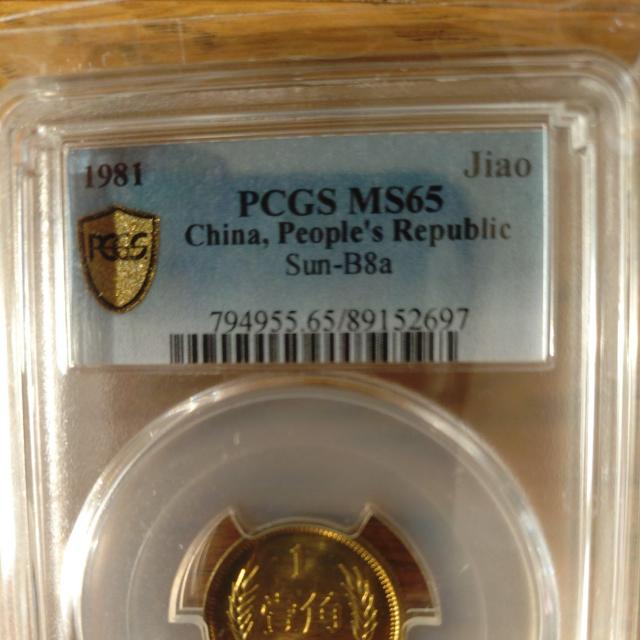 1981 Jiao
PCGS MS65
PCGS
China, People's Republic
Sun-B8a
794955.65/89152697
1
壹角